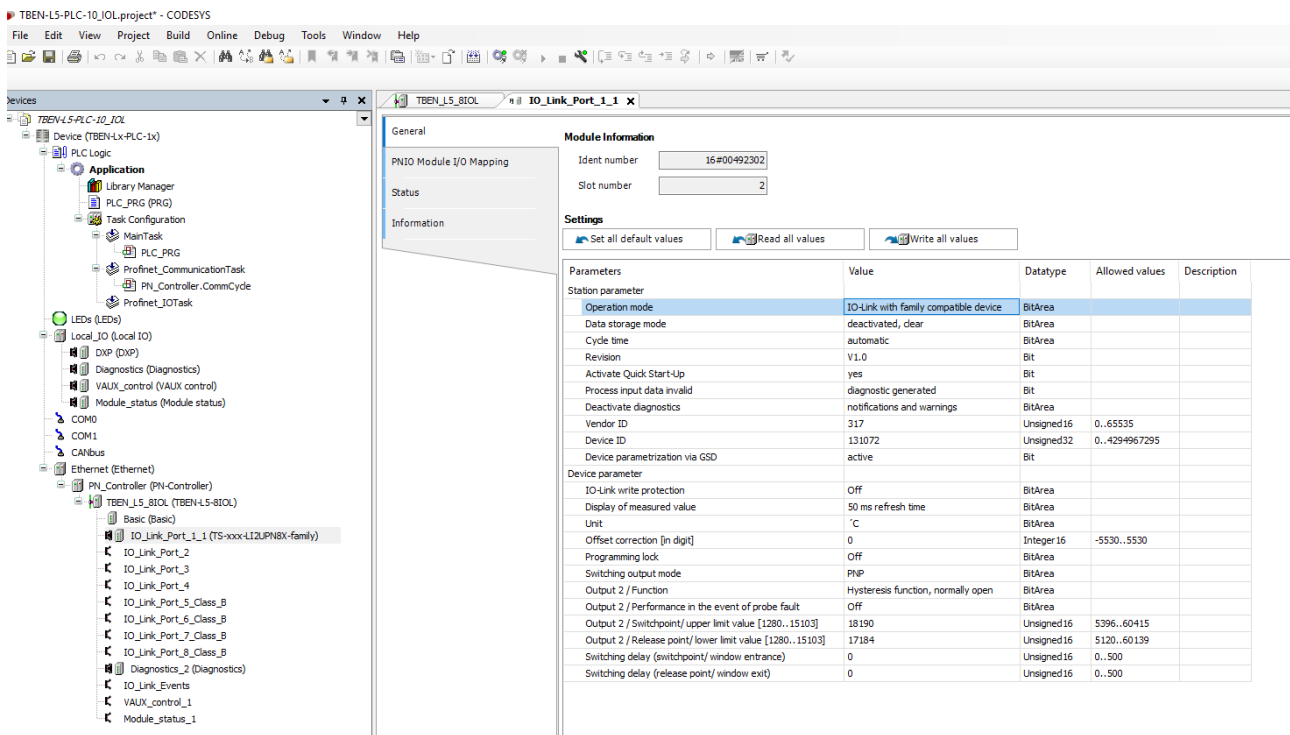 TBEN-L5-PLC-10_IOL.project* - CODESYS
File Edit View Project Build Online Debug Tools Window Help
Devices
TBEN-L5-PLC-10_IOL
Device (TBEN-Lx-PLC-1x)
PLC Logic
Application
Library Manager
PLC_PRG (PRG)
Task Configuration
MainTask
PLC_PRG
Profinet_CommunicationTask
PN_Controller.CommCycle
Profinet_IOTask
LEDs (LEDs)
Local_IO (Local IO)
DXP (DXP)
Diagnostics (Diagnostics)
VAUX_control (VAUX control)
Module_status (Module status)
COM0
COM1
CANbus
Ethernet (Ethernet)
PN_Controller (PN-Controller)
TBEN_L5_8IOL (TBEN-L5-8IOL)
Basic (Basic)
IO_Link_Port_1_1 (TS-xxx-LI2UPN8X-family)
IO_Link_Port_2
IO_Link_Port_3
IO_Link_Port_4
IO_Link_Port_5_Class_B
IO_Link_Port_6_Class_B
IO_Link_Port_7_Class_B
IO_Link_Port_8_Class_B
Diagnostics_2 (Diagnostics)
IO_Link_Events
VAUX_control_1
Module_status_1
TBEN_L5_8IOL IO_Link_Port_1_1 x
General
PNIO Module I/O Mapping
Status
Information
Module Information
Ident number 16#00492302
Slot number 2
Settings
Set all default values Read all values Write all values
Parameters Value Datatype Allowed values Description
Station parameter
Operation mode IO-Link with family compatible device BitArea
Data storage mode deactivated, clear BitArea
Cycle time automatic BitArea
Revision V1.0 Bit
Activate Quick Start-Up yes Bit
Process input data invalid diagnostic generated Bit
Deactivate diagnostics notifications and warnings BitArea
Vendor ID 317 Unsigned16 0..65535
Device ID 131072 Unsigned32 0..4294967295
Device parametrization via GSD active Bit
Device parameter
IO-Link write protection Off BitArea
Display of measured value 50 ms refresh time BitArea
Unit ´C BitArea
Offset correction [in digit] 0 Integer16 -5530..5530
Programming lock Off BitArea
Switching output mode PNP BitArea
Output 2 / Function Hysteresis function, normally open BitArea
Output 2 / Performance in the event of probe fault Off BitArea
Output 2 / Switchpoint/ upper limit value [1280..15103] 18190 Unsigned16 5396..60415
Output 2 / Release point/ lower limit value [1280..15103] 17184 Unsigned16 5120..60139
Switching delay (switchpoint/ window entrance) 0 Unsigned16 0..500
Switching delay (release point/ window exit) 0 Unsigned16 0..500